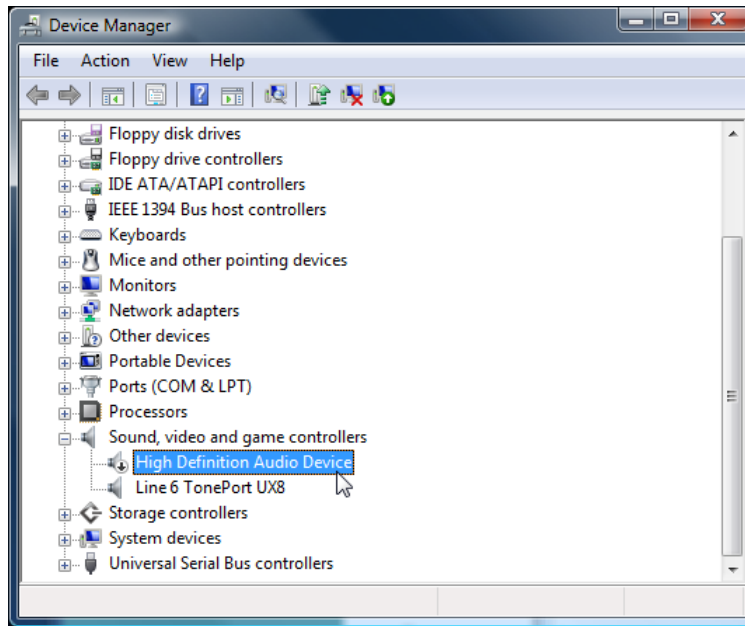 Device Manager
File Action View Help
Floppy disk drives
Floppy drive controllers
IDE ATA/ATAPI controllers
IEEE 1394 Bus host controllers
Keyboards
Mice and other pointing devices
Monitors
Network adapters
Other devices
Portable Devices
Ports (COM & LPT)
Processors
Sound, video and game controllers
High Definition Audio Device
Line 6 TonePort UX8
Storage controllers
System devices
Universal Serial Bus controllers